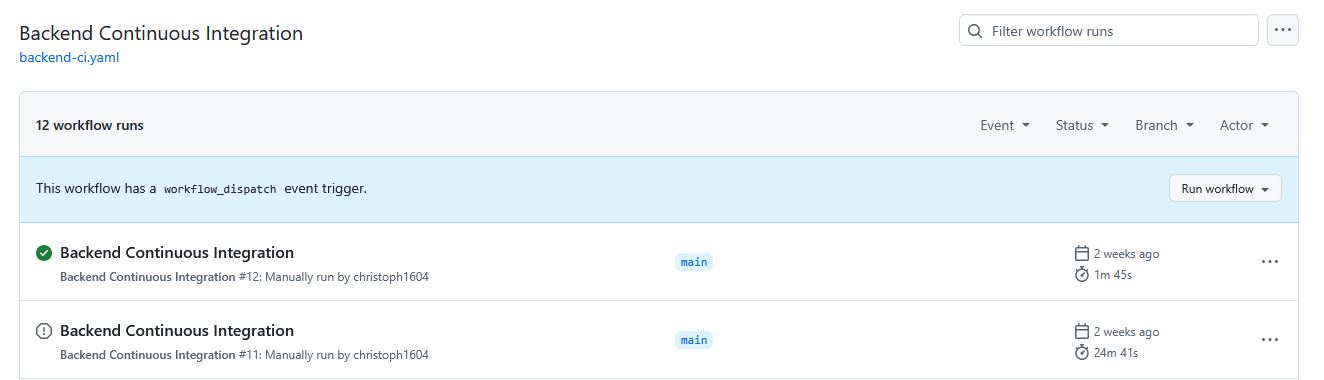 Backend Continuous Integration
Filter workflow runs
backend-ci.yaml
12 workflow runs
Event
Status
Branch
Actor
This workflow has a workflow_dispatch event trigger.
Run workflow
Backend Continuous Integration
main
2 weeks ago
Backend Continuous Integration #12: Manually run by christoph1604
1m 45s
Backend Continuous Integration
main
2 weeks ago
Backend Continuous Integration #11: Manually run by christoph1604
24m 41s